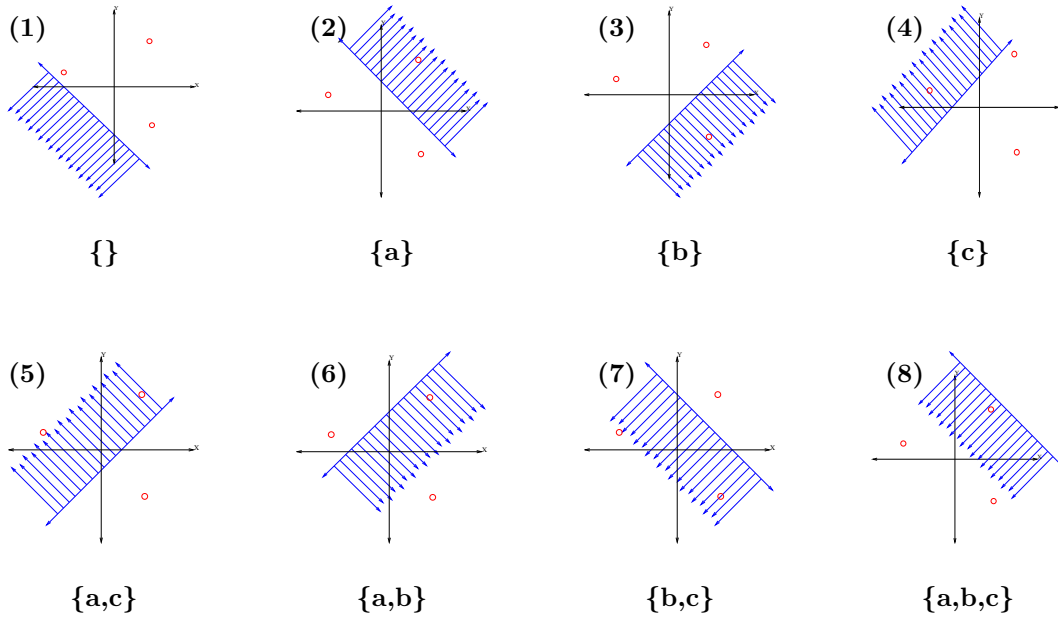 (1) (2) (3) (4)
Y Y Y Y
X X X
{} {a} {b} {c}
(5) (6) (7) (8)
Y Y Y Y
X X X X
{a,c} {a,b} {b,c} {a,b,c}